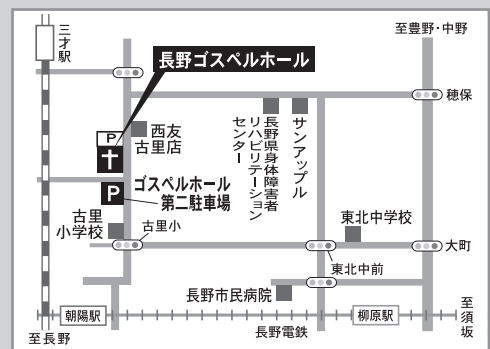 三才駅
至豊野・中野
長野ゴスペルホール
穂保
P
西友
古里店
サンアップル
長野県身体障害者
リハビリテーション
センター
P
ゴスペルホール
第二駐車場
古里
小学校
古里小
東北中学校
大町
東北中前
長野市民病院
朝陽駅
柳原駅
至須坂
至長野
長野電鉄